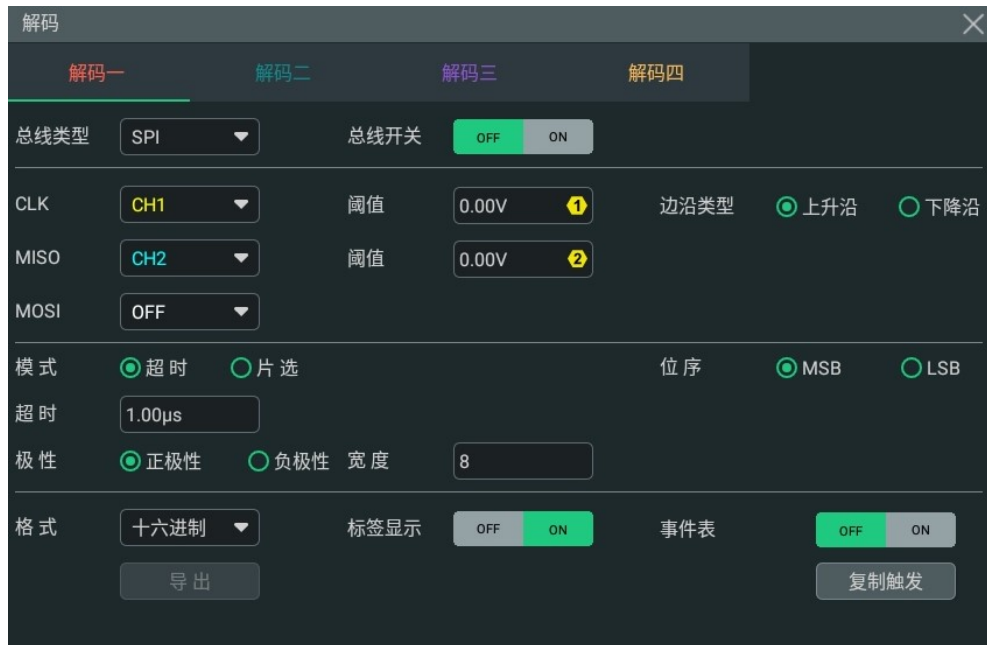 解码
解码一 解码二 解码三 解码四
总线类型 SPI 总线开关 OFF ON
CLK CH1 阈值 0.00V 1 边沿类型 上升沿 下降沿
MISO CH2 阈值 0.00V 2
MOSI OFF
模式 超时 片选 位序 MSB LSB
超时 1.00μs
极性 正极性 负极性 宽度 8
格式 十六进制 标签显示 OFF ON 事件表 OFF ON
导出 复制触发